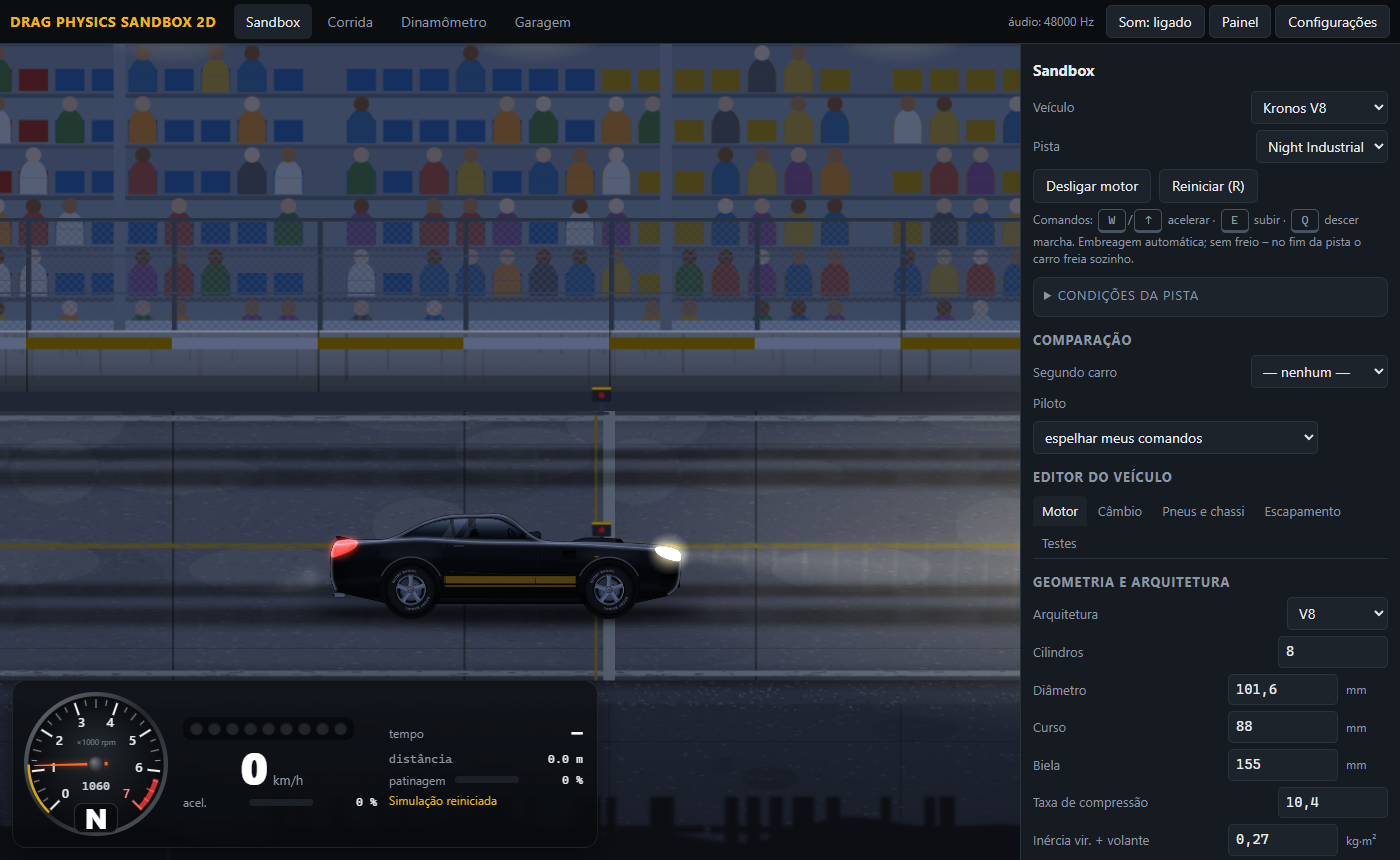 DRAG PHYSICS SANDBOX 2D
Sandbox
Corrida
Dinamômetro
Garagem
áudio: 48000 Hz
Som: ligado
Painel
Configurações
Sandbox
Veículo
Kronos V8
Pista
Night Industrial
Desligar motor
Reiniciar (R)
Comandos: W / ↑ acelerar · E subir · Q descer
marcha. Embreagem automática; sem freio – no fim da pista o
carro freia sozinho.
▶ CONDIÇÕES DA PISTA
COMPARAÇÃO
Segundo carro
— nenhum —
Piloto
espelhar meus comandos
EDITOR DO VEÍCULO
Motor
Câmbio
Pneus e chassi
Escapamento
Testes
GEOMETRIA E ARQUITETURA
Arquitetura
V8
Cilindros
8
Diâmetro
101,6 mm
Curso
88 mm
Biela
155 mm
Taxa de compressão
10,4
Inércia vir. + volante
0,27 kg·m²
0
1
2
3
4
5
6
7
×1000 rpm
1060
N
0 km/h
acel.
0 %
tempo
—
distância
0.0 m
patinagem
0 %
Simulação reiniciada